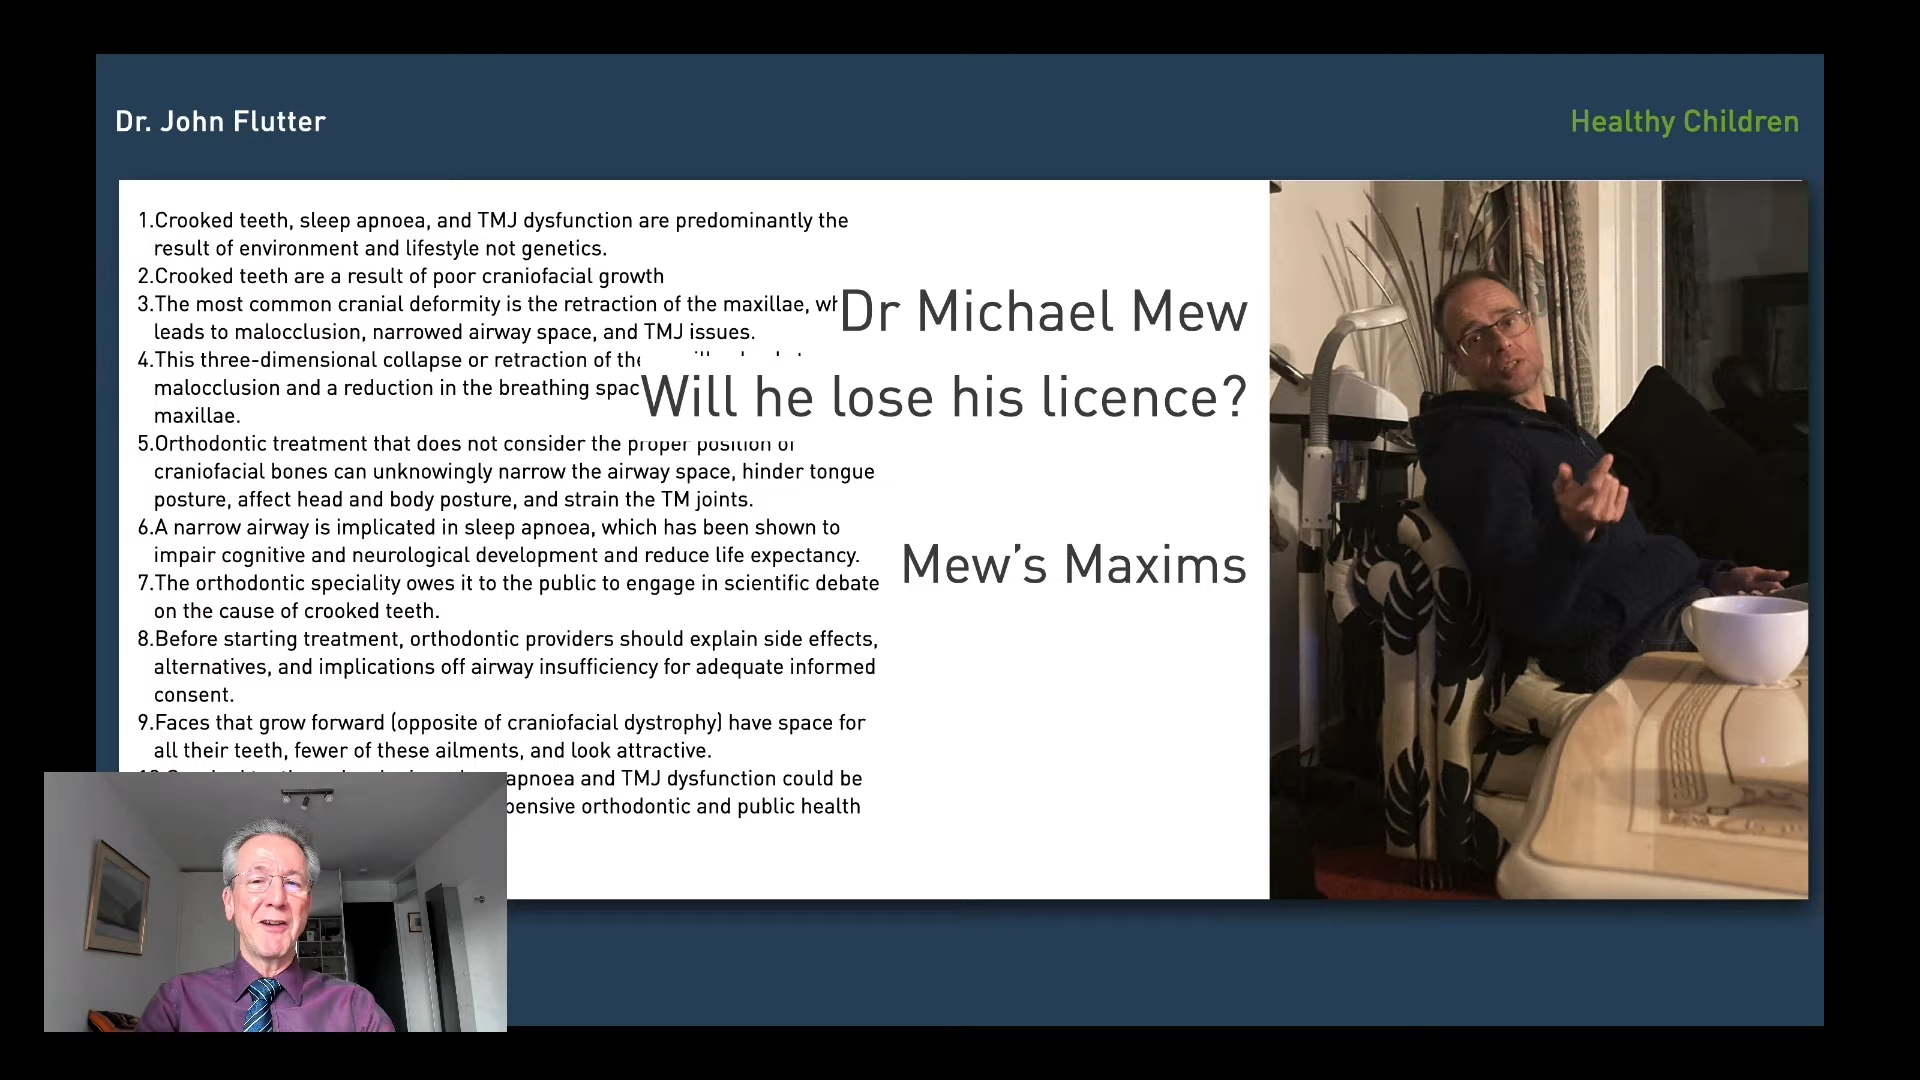 Dr. John Flutter
Healthy Children
1.Crooked teeth, sleep apnoea, and TMJ dysfunction are predominantly the
result of environment and lifestyle not genetics.
2.Crooked teeth are a result of poor craniofacial growth
3.The most common cranial deformity is the retraction of the maxillae,
leads to malocclusion, narrowed airway space, and TMJ issues.
4.This three-dimensional collapse or retraction of the
malocclusion and a reduction in the breathing
maxillae.
5.Orthodontic treatment that does not consider the proper position of
craniofacial bones can unknowingly narrow the airway space, hinder tongue
posture, affect head and body posture, and strain the TM joints.
6.A narrow airway is implicated in sleep apnoea, which has been shown to
impair cognitive and neurological development and reduce life expectancy.
7.The orthodontic speciality owes it to the public to engage in scientific debate
on the cause of crooked teeth.
8.Before starting treatment, orthodontic providers should explain side effects,
alternatives, and implications off airway insufficiency for adequate informed
consent.
9.Faces that grow forward (opposite of craniofacial dystrophy) have space for
all their teeth, fewer of these ailments, and look attractive.
apnoea and TMJ dysfunction could be
orthodontic and public health
Dr Michael Mew
Will he lose his licence?
Mew's Maxims